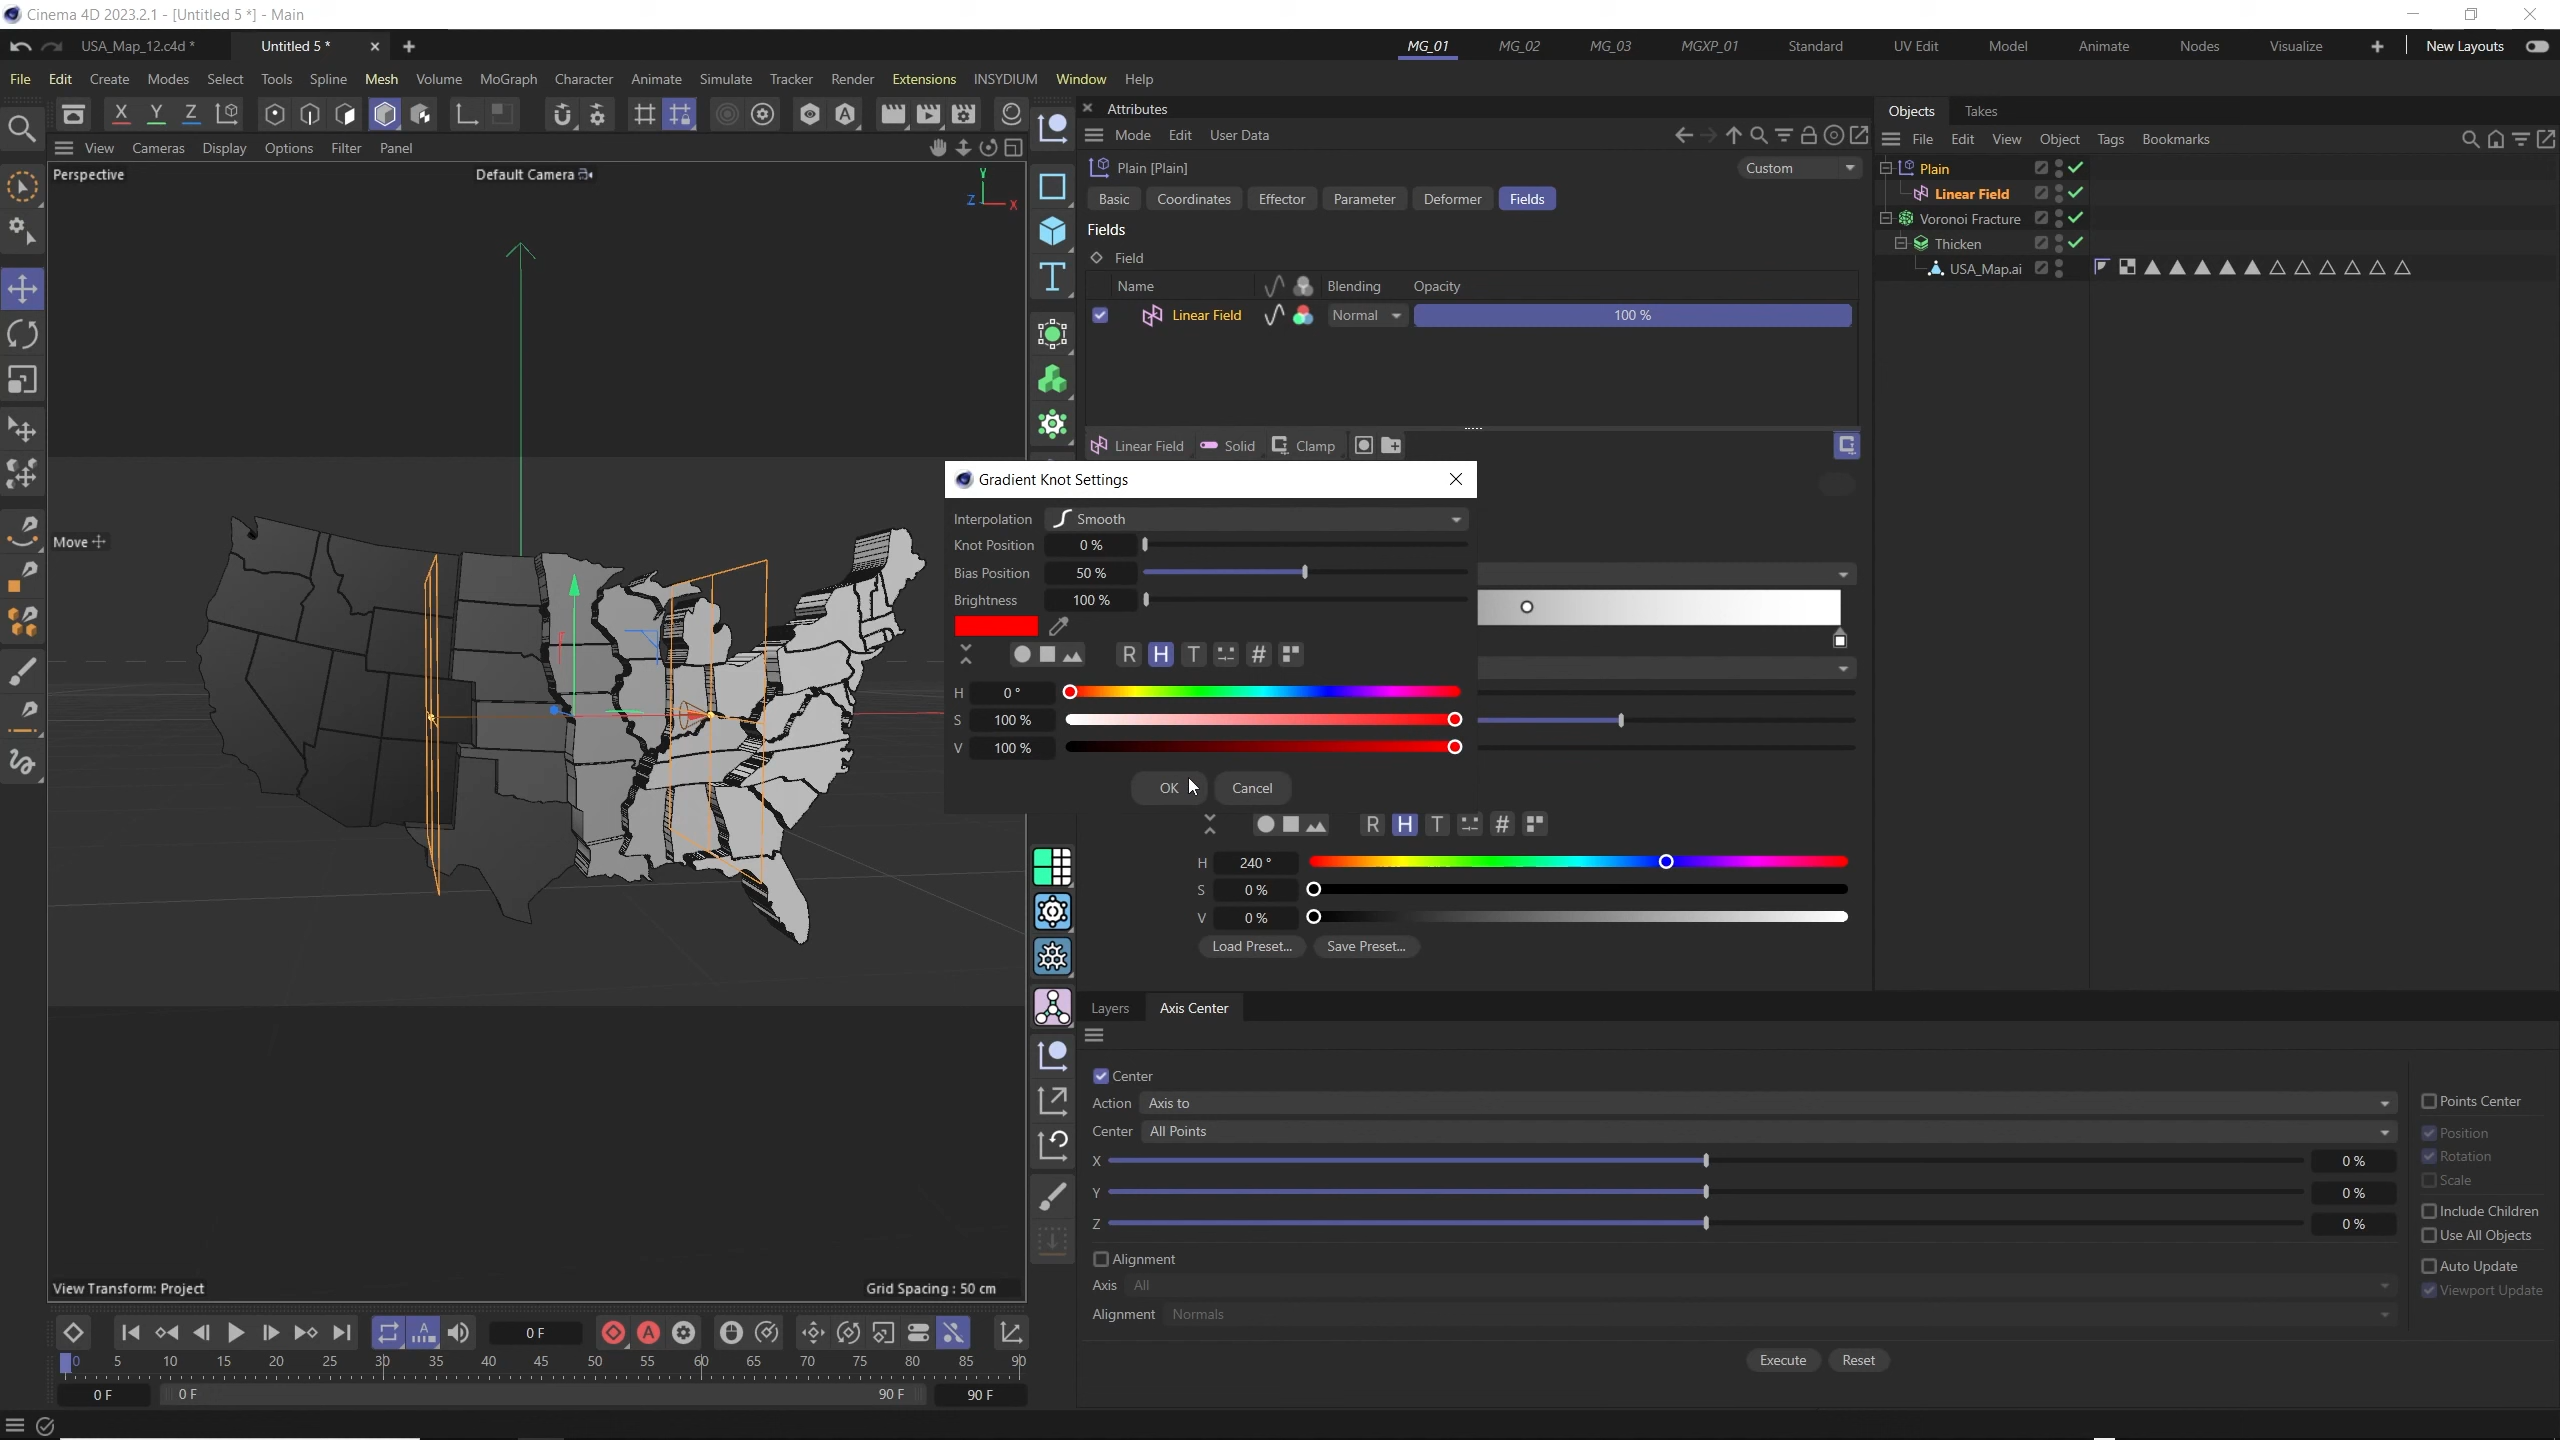 Cinema 4D 2023.2.1 - [Untitled 5 *] - Main
USA_Map_12.c4d *
Untitled 5 *
MG_01 MG_02 MG_03 MGXP_01 Standard UV Edit Model Animate Nodes Visualize New Layouts
File Edit Create Modes Select Tools Spline Mesh Volume MoGraph Character Animate Simulate Tracker Render Extensions INSYDIUM Window Help
X Y Z
View Cameras Display Options Filter Panel
Perspective
Default Camera
Y
Z X
Move
View Transform: Project
Grid Spacing : 50 cm
Attributes
Mode Edit User Data
Plain [Plain]
Custom
Basic Coordinates Effector Parameter Deformer Fields
Fields
Field
Name Blending Opacity
Linear Field Normal 100 %
Linear Field Solid Clamp
Gradient Knot Settings
Interpolation Smooth
Knot Position 0 %
Bias Position 50 %
Brightness 100 %
R H T #
H 0 °
S 100 %
V 100 %
OK Cancel
R H T #
H 240 °
S 0 %
V 0 %
Load Preset... Save Preset...
Objects Takes
File Edit View Object Tags Bookmarks
Plain
Linear Field
Voronoi Fracture
Thicken
USA_Map.ai
Layers Axis Center
Center
Action Axis to
Center All Points
X 0 %
Y 0 %
Z 0 %
Alignment
Axis All
Alignment Normals
Points Center
Position
Rotation
Scale
Include Children
Use All Objects
Auto Update
Viewport Update
Execute Reset
0 F
0 5 10 15 20 25 30 35 40 45 50 55 60 65 70 75 80 85 90
0 F 0 F 90 F 90 F